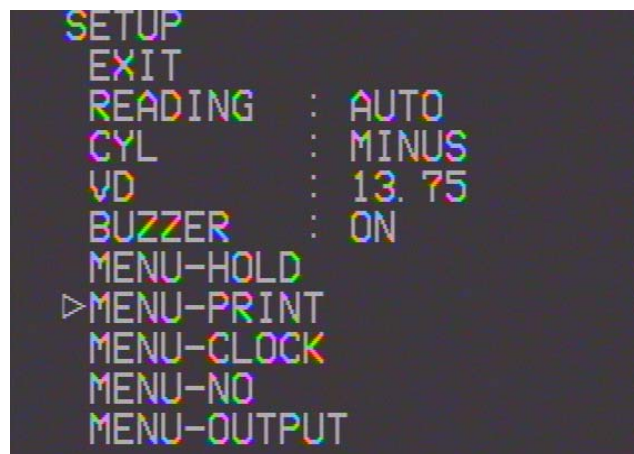 SETUP
EXIT
READING : AUTO
CYL : MINUS
VD : 13.75
BUZZER : ON
MENU-HOLD
▷MENU-PRINT
MENU-CLOCK
MENU-NO
MENU-OUTPUT